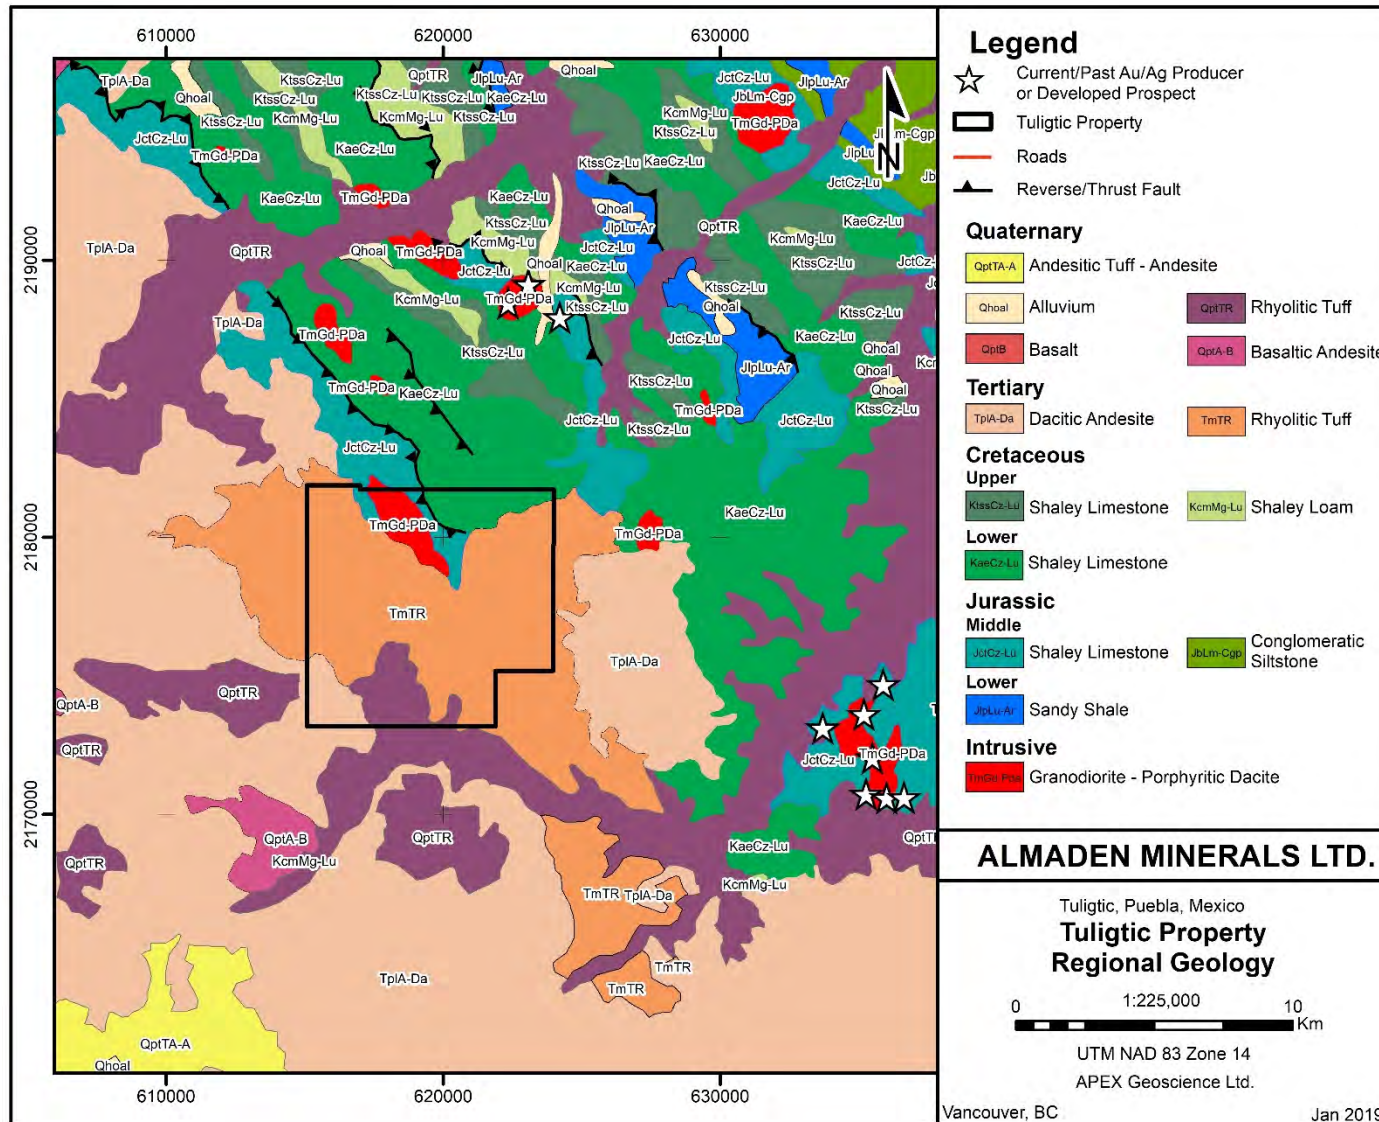 610000
620000
630000
TplA-Da
KtssCz-Lu
QptTR
JlpLu-Ar
Qhoal
JctCz-Lu
JlpLu-Ar
Qhoal
KtssCz-Lu
KtssCz-Lu
KtssCz-Lu
KaeCz-Lu
JbLm-Cgp
KtssCz-Lu
KcmMg-Lu
KcmMg-Lu
KtssCz-Lu
KcmMg-Lu
TmGd-PDa
JctCz-Lu
KtssCz-Lu
TmGd-PDa
KaeCz-Lu
KtssCz-Lu
KaeCz-Lu
JctCz-Lu
KaeCz-Lu
TmGd-PDa
KaeCz-Lu
Qhoal
KtssCz-Lu
JlpLu-Ar
QptTR
KaeCz-Lu
TplA-Da
QptTR
Qhoal
TmGd-PDa
KcmMg-Lu
JctCz-Lu
KcmMg-Lu
JctCz-Lu
Qhoal
KaeCz-Lu
KtssCz-Lu
2190000
KcmMg-Lu
TmGd-PDa
KcmMg-Lu
KtssCz-Lu
KtssCz-Lu
Qhoal
KtssCz-Lu
TplA-Da
TmGd-PDa
KtssCz-Lu
JctCz-Lu
KaeCz-Lu
Qhoal
TmGd-PDa
KaeCz-Lu
KtssCz-Lu
JlpLu-Ar
Qhoal
Qhoal
TmGd-PDa
KtssCz-Lu
JctCz-Lu
JctCz-Lu
KtssCz-Lu
JctCz-Lu
2180000
TmGd-PDa
TmGd-PDa
KaeCz-Lu
TmTR
TplA-Da
QptTR
QptA-B
QptTR
JctCz-Lu
TmGd-PDa
2170000
QptTR
QptA-B
KcmMg-Lu
QptTR
KaeCz-Lu
KcmMg-Lu
TmTR
TplA-Da
TplA-Da
TmTR
TmTR
QptTA-A
Qhoal
610000
620000
630000
N
Legend
Current/Past Au/Ag Producer
or Developed Prospect
Tuligtic Property
Roads
Reverse/Thrust Fault
Quaternary
QptTA-A Andesitic Tuff - Andesite
Qhoal Alluvium QptTR Rhyolitic Tuff
QptB Basalt QptA-B Basaltic Andesite
Tertiary
TplA-Da Dacitic Andesite TmTR Rhyolitic Tuff
Cretaceous
Upper
KtssCz-Lu Shaley Limestone KcmMg-Lu Shaley Loam
Lower
KaeCz-Lu Shaley Limestone
Jurassic
Middle
JctCz-Lu Shaley Limestone JbLm-Cgp Conglomeratic
Siltstone
Lower
JlpLu-Ar Sandy Shale
Intrusive
TmGd-Pda Granodiorite - Porphyritic Dacite
ALMADEN MINERALS LTD.
Tuligtic, Puebla, Mexico
Tuligtic Property
Regional Geology
0 1:225,000 10
Km
UTM NAD 83 Zone 14
APEX Geoscience Ltd.
Vancouver, BC Jan 2019